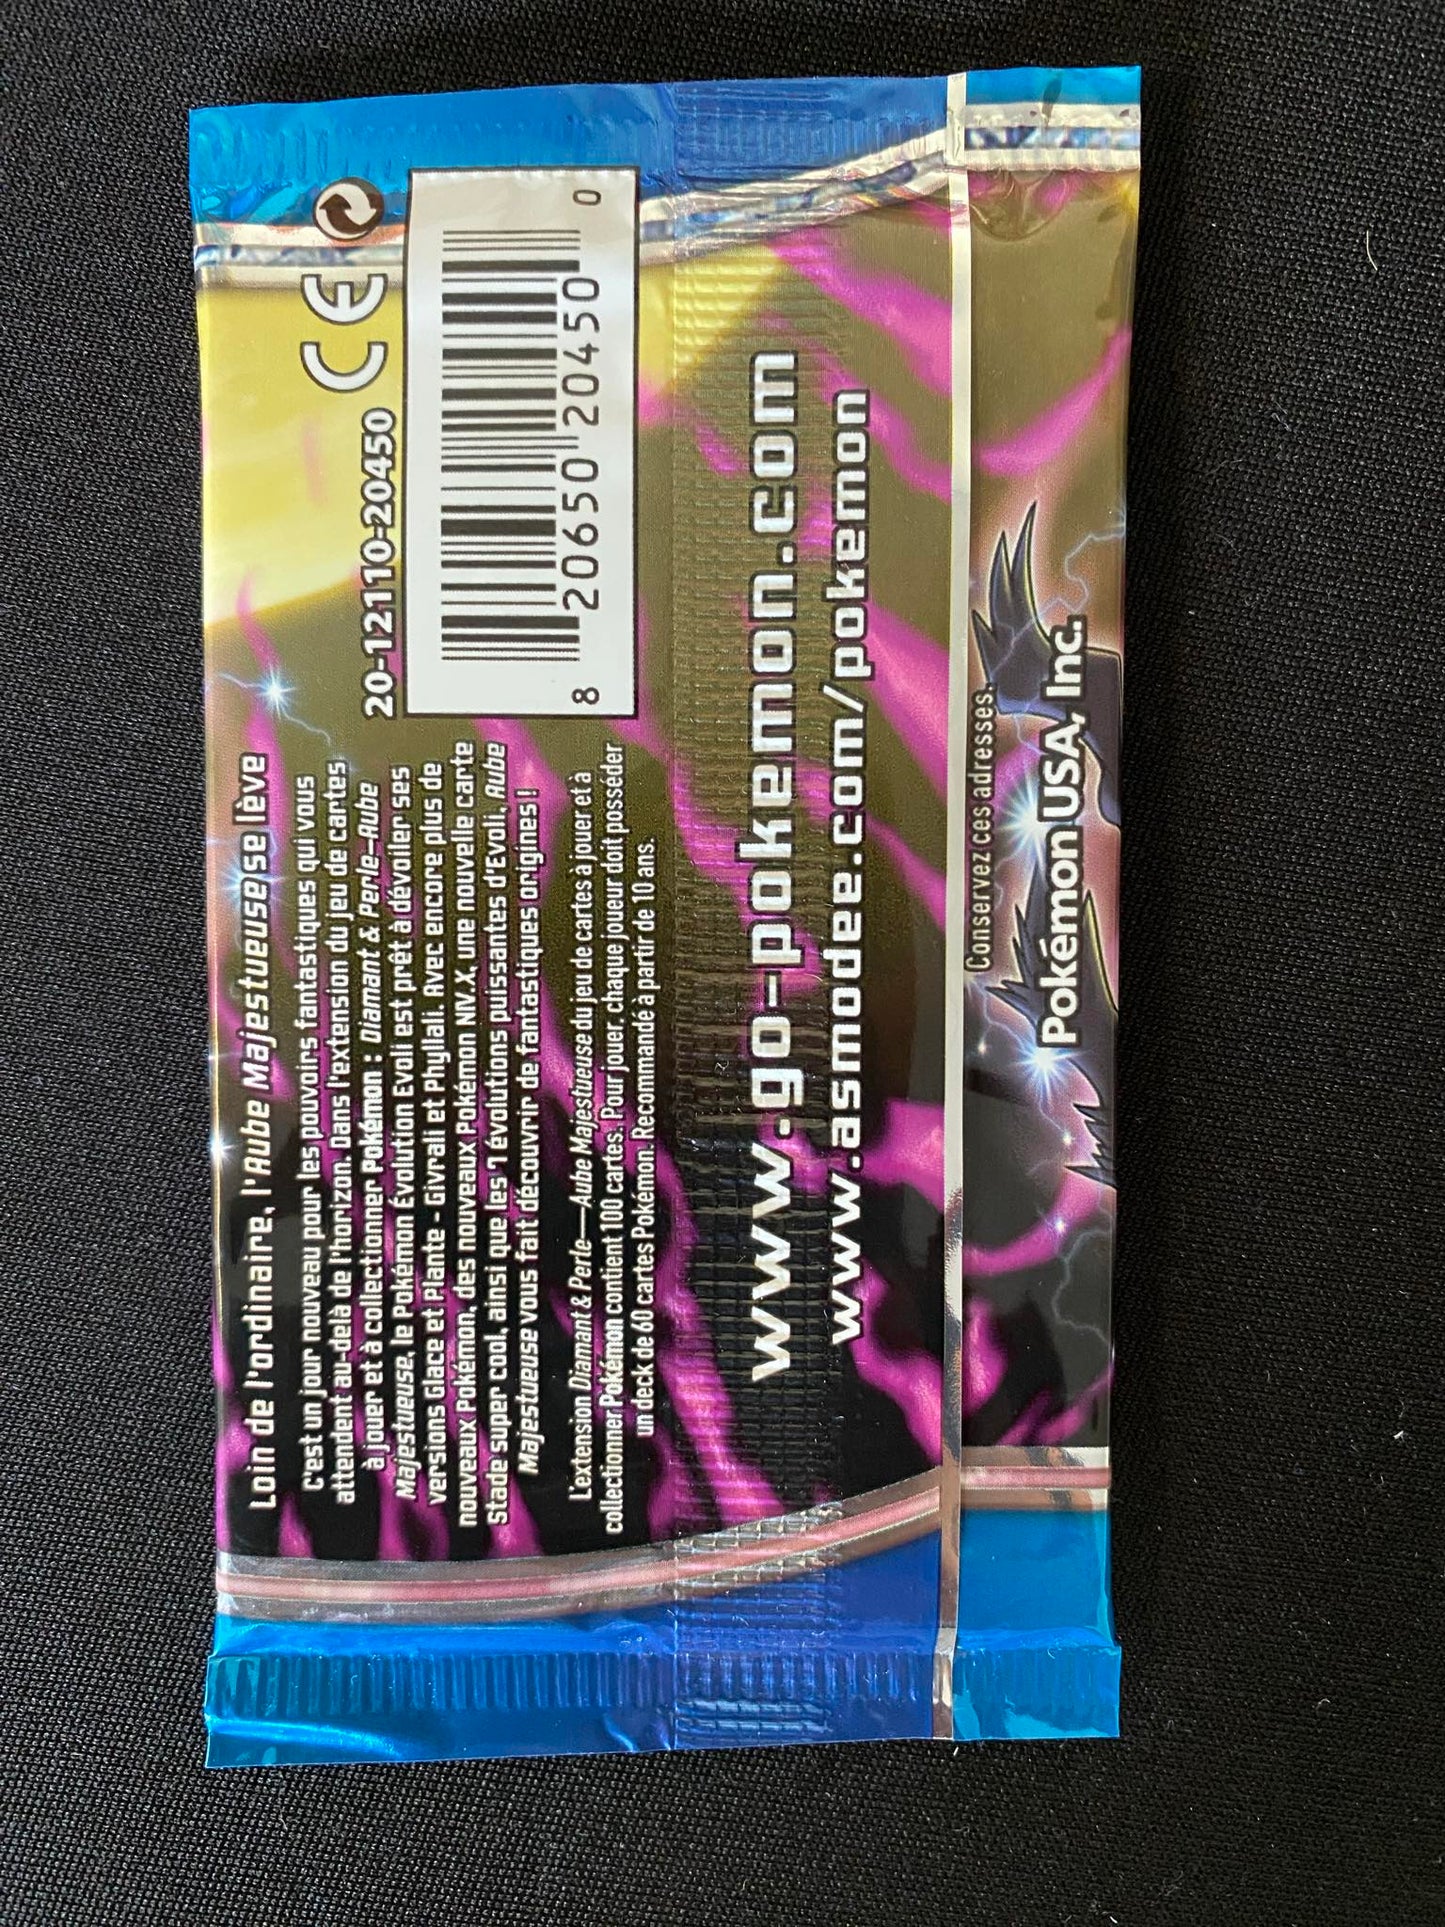 Loin de l'ordinaire, l'Aube Majestueuse se lève
C'est un jour nouveau pour les pouvoirs fantastiques qui vous
attendent au-delà de l'horizon. Dans l'extension du jeu de cartes
à jouer et à collectionner Pokémon : Diamant & Perle–Aube
Majestueuse, le Pokémon Évolution Evoli est prêt à dévoiler ses
versions Glace et Plante - Givrali et Phyllali. Avec encore plus de
nouveaux Pokémon, des nouveaux Pokémon NIV.X, une nouvelle carte
Stade super cool, ainsi que les 7 évolutions puissantes d'Evoli, Aube
Majestueuse vous fait découvrir de fantastiques origines !
L'extension Diamant & Perle—Aube Majestueuse du jeu de cartes à jouer et à
collectionner Pokémon contient 100 cartes. Pour jouer, chaque joueur doit posséder
un deck de 60 cartes Pokémon. Recommandé à partir de 10 ans.
20-12110-20450
CE
8 20650 20450 0
www.go-pokemon.com
www.asmodee.com/pokemon
Conservez ces adresses.
Pokémon USA, Inc.